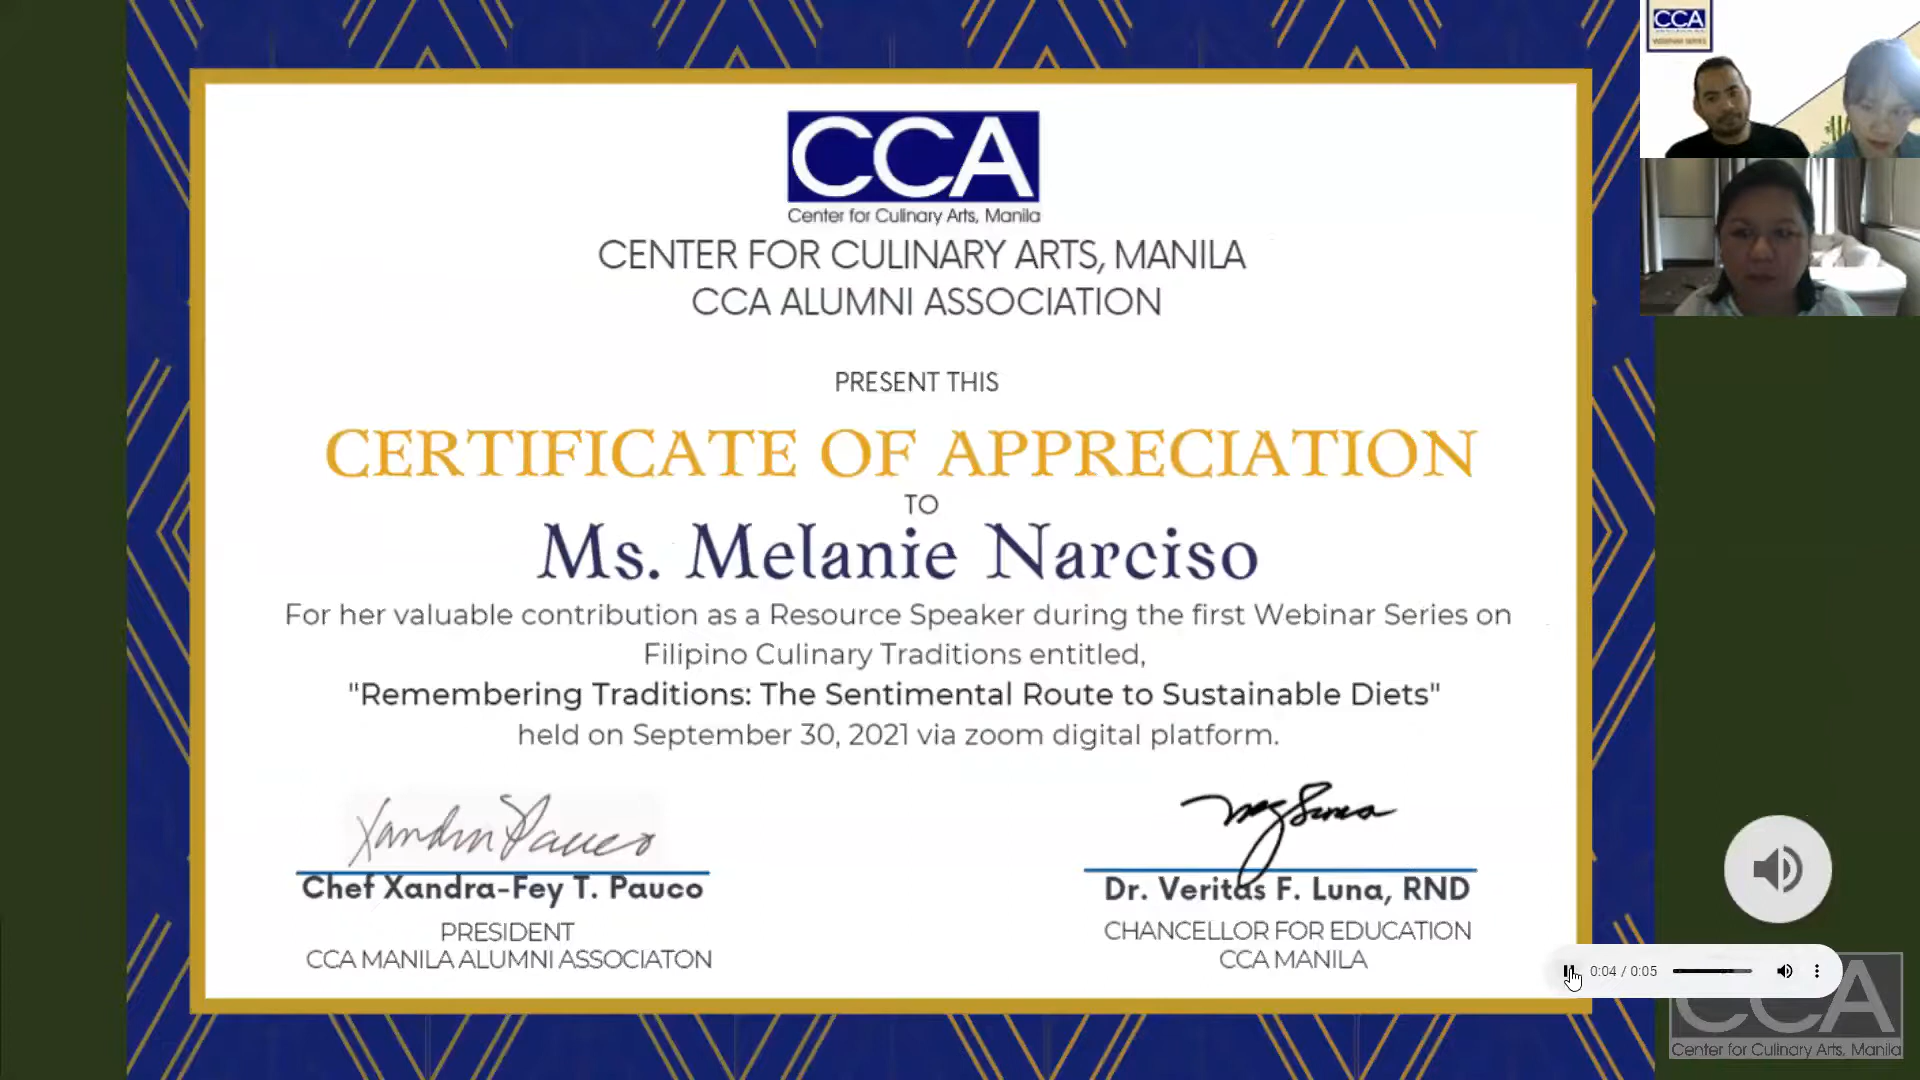 CCA
Center for Culinary Arts, Manila
CENTER FOR CULINARY ARTS, MANILA
CCA ALUMNI ASSOCIATION
PRESENT THIS
CERTIFICATE OF APPRECIATION
TO
Ms. Melanie Narciso
For her valuable contribution as a Resource Speaker during the first Webinar Series on
Filipino Culinary Traditions entitled,
"Remembering Traditions: The Sentimental Route to Sustainable Diets"
held on September 30, 2021 via zoom digital platform.
Xandra Pauco
Chef Xandra-Fey T. Pauco
PRESIDENT
CCA MANILA ALUMNI ASSOCIATON
Dr. Veritas F. Luna, RND
CHANCELLOR FOR EDUCATION
CCA MANILA
CCA
WEBINAR SERIES
0:04 / 0:05
CCA
Center for Culinary Arts, Manila